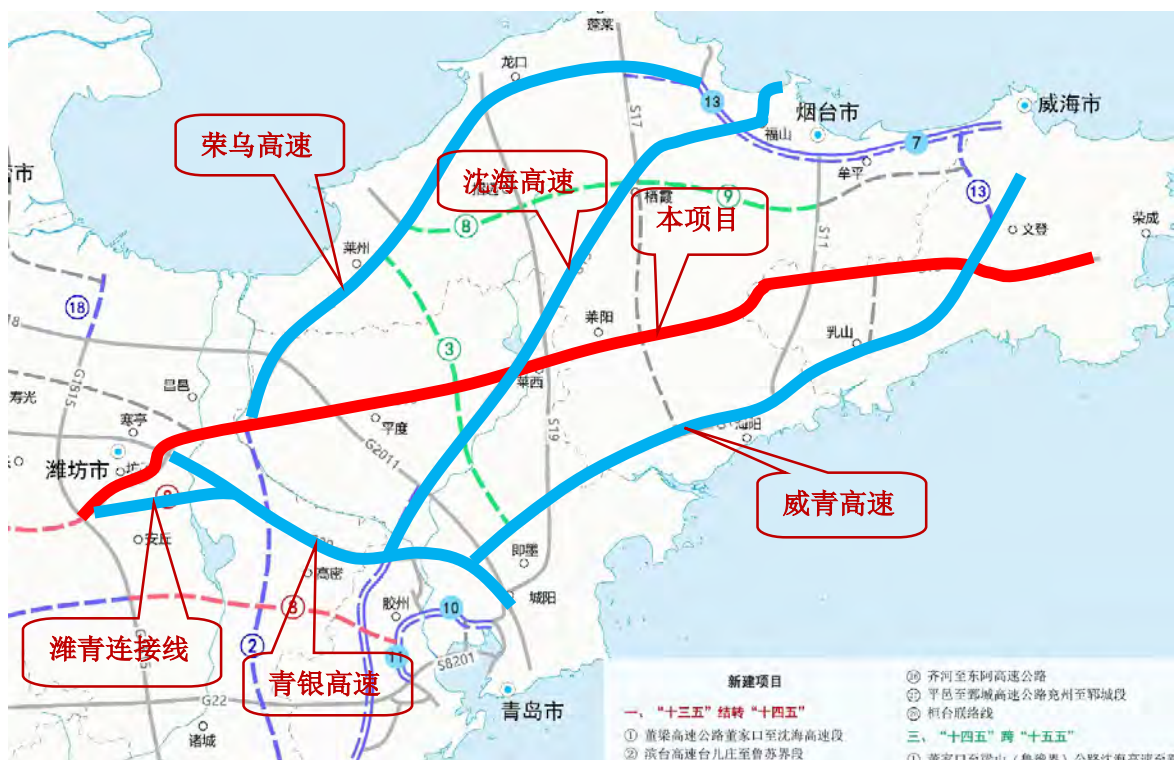 蓬莱
龙口
13
烟台市
威海市
福山
7
荣乌高速
S17
牟平
沈海高速
栖霞
9
13
8
本项目
文登
荣成
S11
莱州
18
莱阳
3
乳山
G1815
昌邑
莱西
寿光
寒亭
平度
S19
G2011
海阳
潍坊市
威青高速
安丘
即墨
高密
城阳
胶州
10
3
潍青连接线
2
青银高速
11
S8201
G22
青岛市
诸城
新建项目
一、“十三五”结转“十四五”
① 董梁高速公路董家口至沈海高速段
② 滨台高速台儿庄至鲁苏界段
齐河至东阿高速公路
平邑至鄄城高速公路兖州至郓城段
桓台联络线
三、“十四五”跨“十五五”